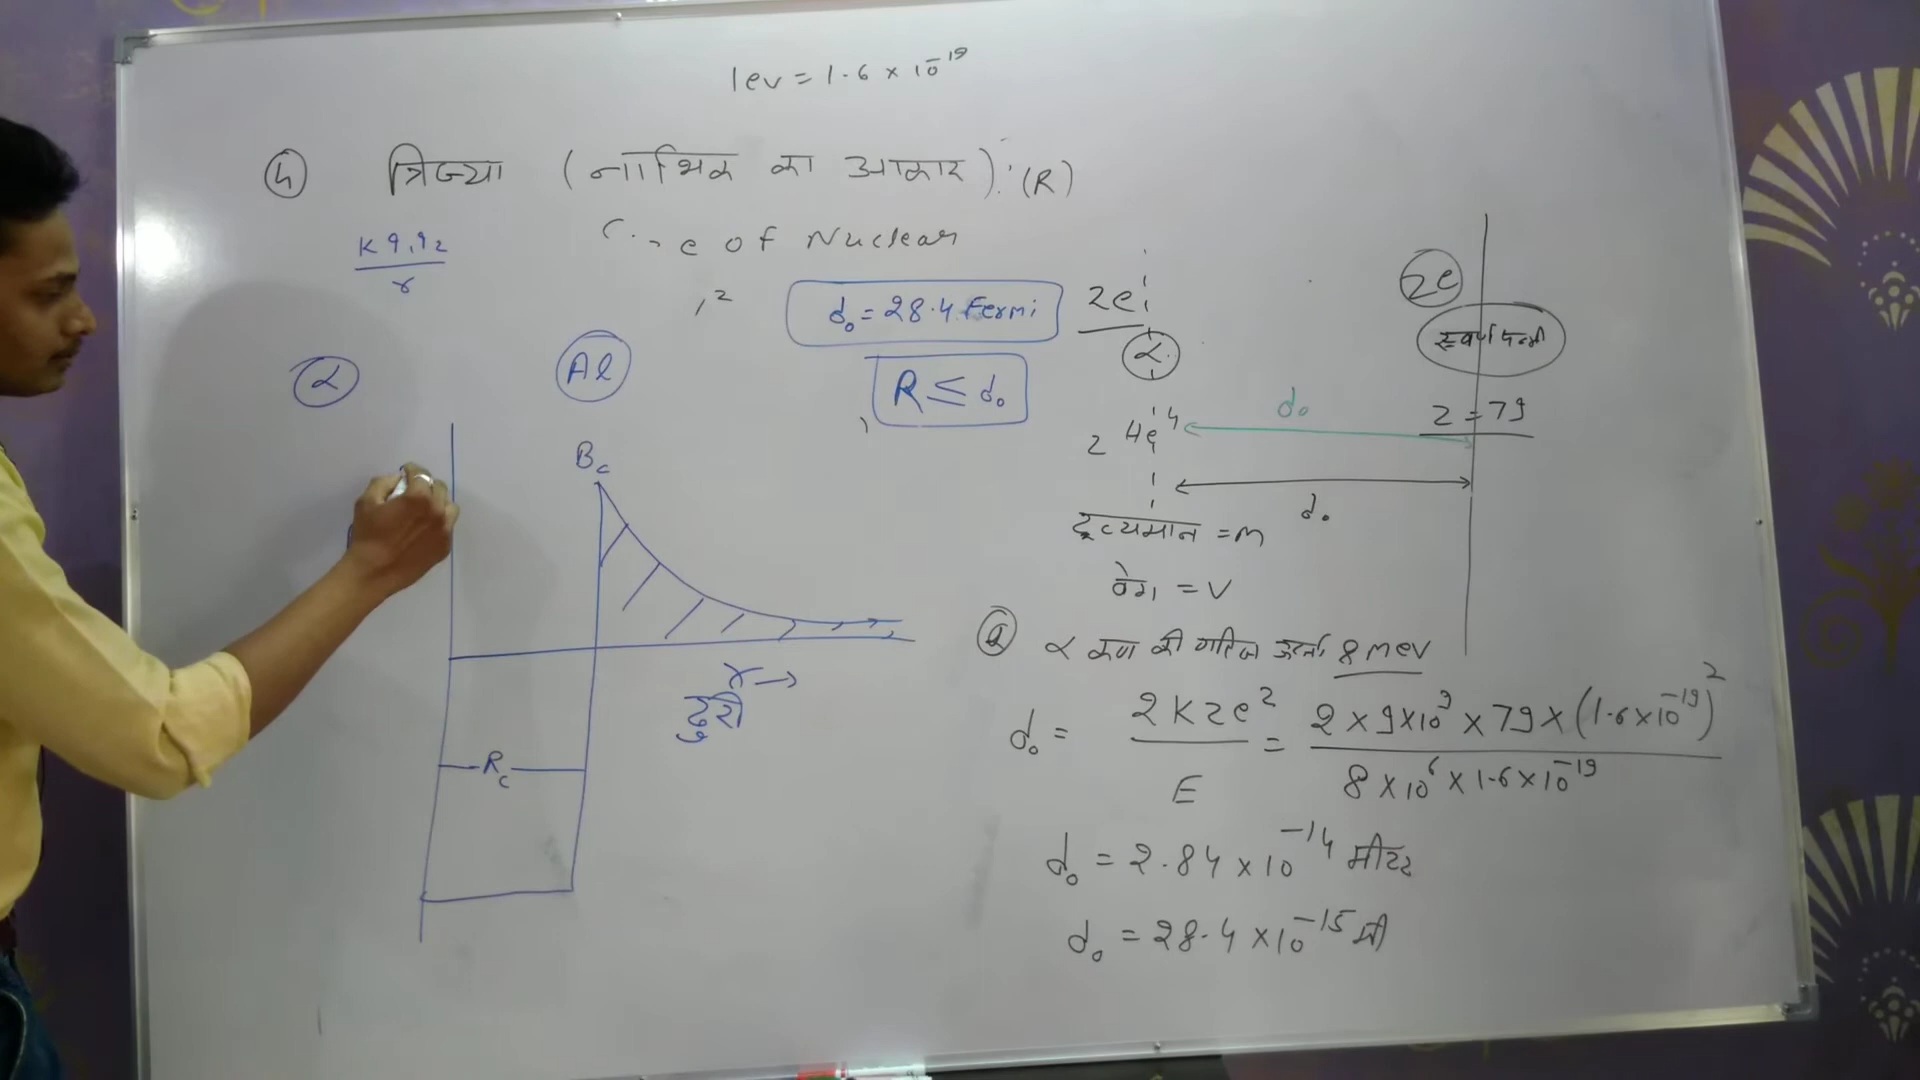 1ev = 1.6 × 10⁻¹⁹
(4) त्रिज्या (नाभिक का आकार) : (R)
of Nuclear
K q₁ q₂ / r
d₀ = 28.4 Fermi
R ≤ d₀
α
Al
B꜀
r →
दुरी
R꜀
2e
α
Ze
स्वर्ण पन्नी
Z = 79
₂He⁴
d₀
d₀
द्रव्यमान = m
वेग = v
(Q) α कण की गतिज ऊर्जा 8 mev
d₀ = 2KZe² / E = 2 × 9×10⁹ × 79 × (1.6×10⁻¹⁹)² / 8 × 10⁶ × 1.6 × 10⁻¹⁹
d₀ = 2.84 × 10⁻¹⁴ मीटर
d₀ = 28.4 × 10⁻¹⁵ मी